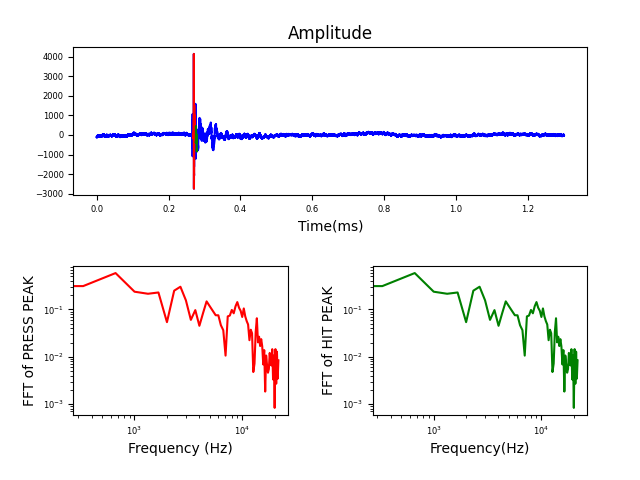 Amplitude
4000
3000
2000
1000
0
−1000
−2000
−3000
0.0 0.2 0.4 0.6 0.8 1.0 1.2
Time(ms)
FFT of PRESS PEAK
10⁻¹
10⁻²
10⁻³
10³ 10⁴
Frequency (Hz)
FFT of HIT PEAK
10⁻¹
10⁻²
10⁻³
10³ 10⁴
Frequency(Hz)